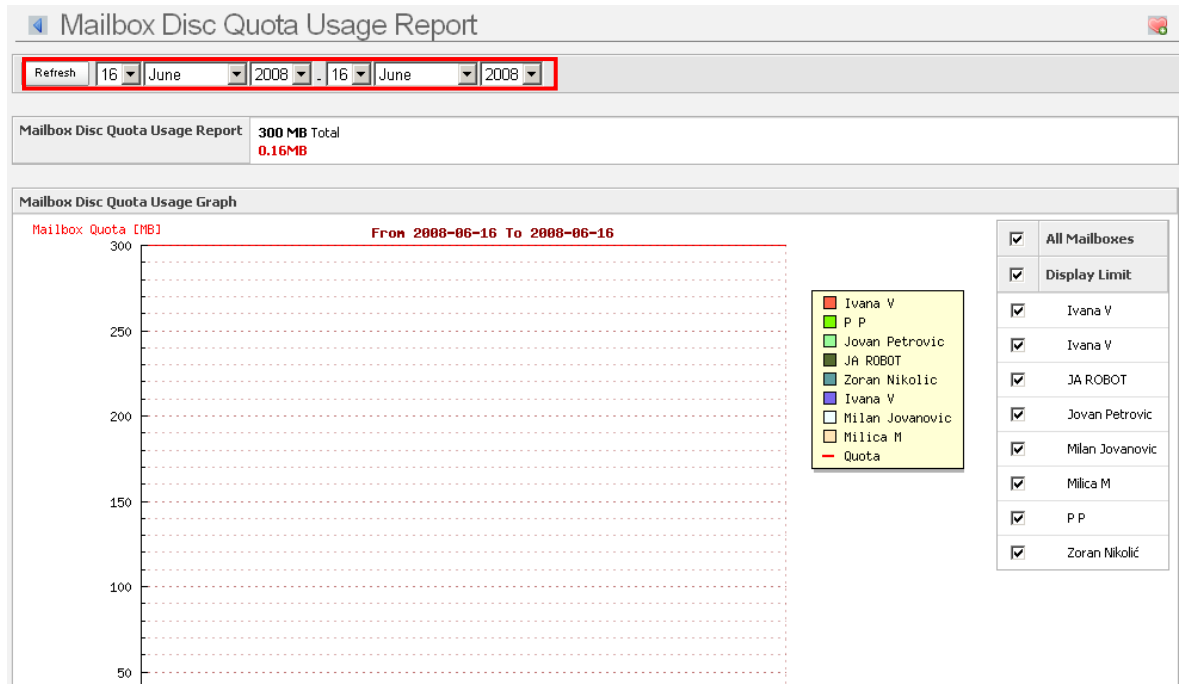 Mailbox Disc Quota Usage Report
Refresh 16 June 2008 - 16 June 2008
Mailbox Disc Quota Usage Report 300 MB Total
0.16MB
Mailbox Disc Quota Usage Graph
Mailbox Quota [MB] From 2008-06-16 To 2008-06-16
300
250
200
150
100
50
Ivana V
P P
Jovan Petrovic
JA ROBOT
Zoran Nikolic
Ivana V
Milan Jovanovic
Milica M
Quota
All Mailboxes
Display Limit
Ivana V
Ivana V
JA ROBOT
Jovan Petrovic
Milan Jovanovic
Milica M
P P
Zoran Nikolić